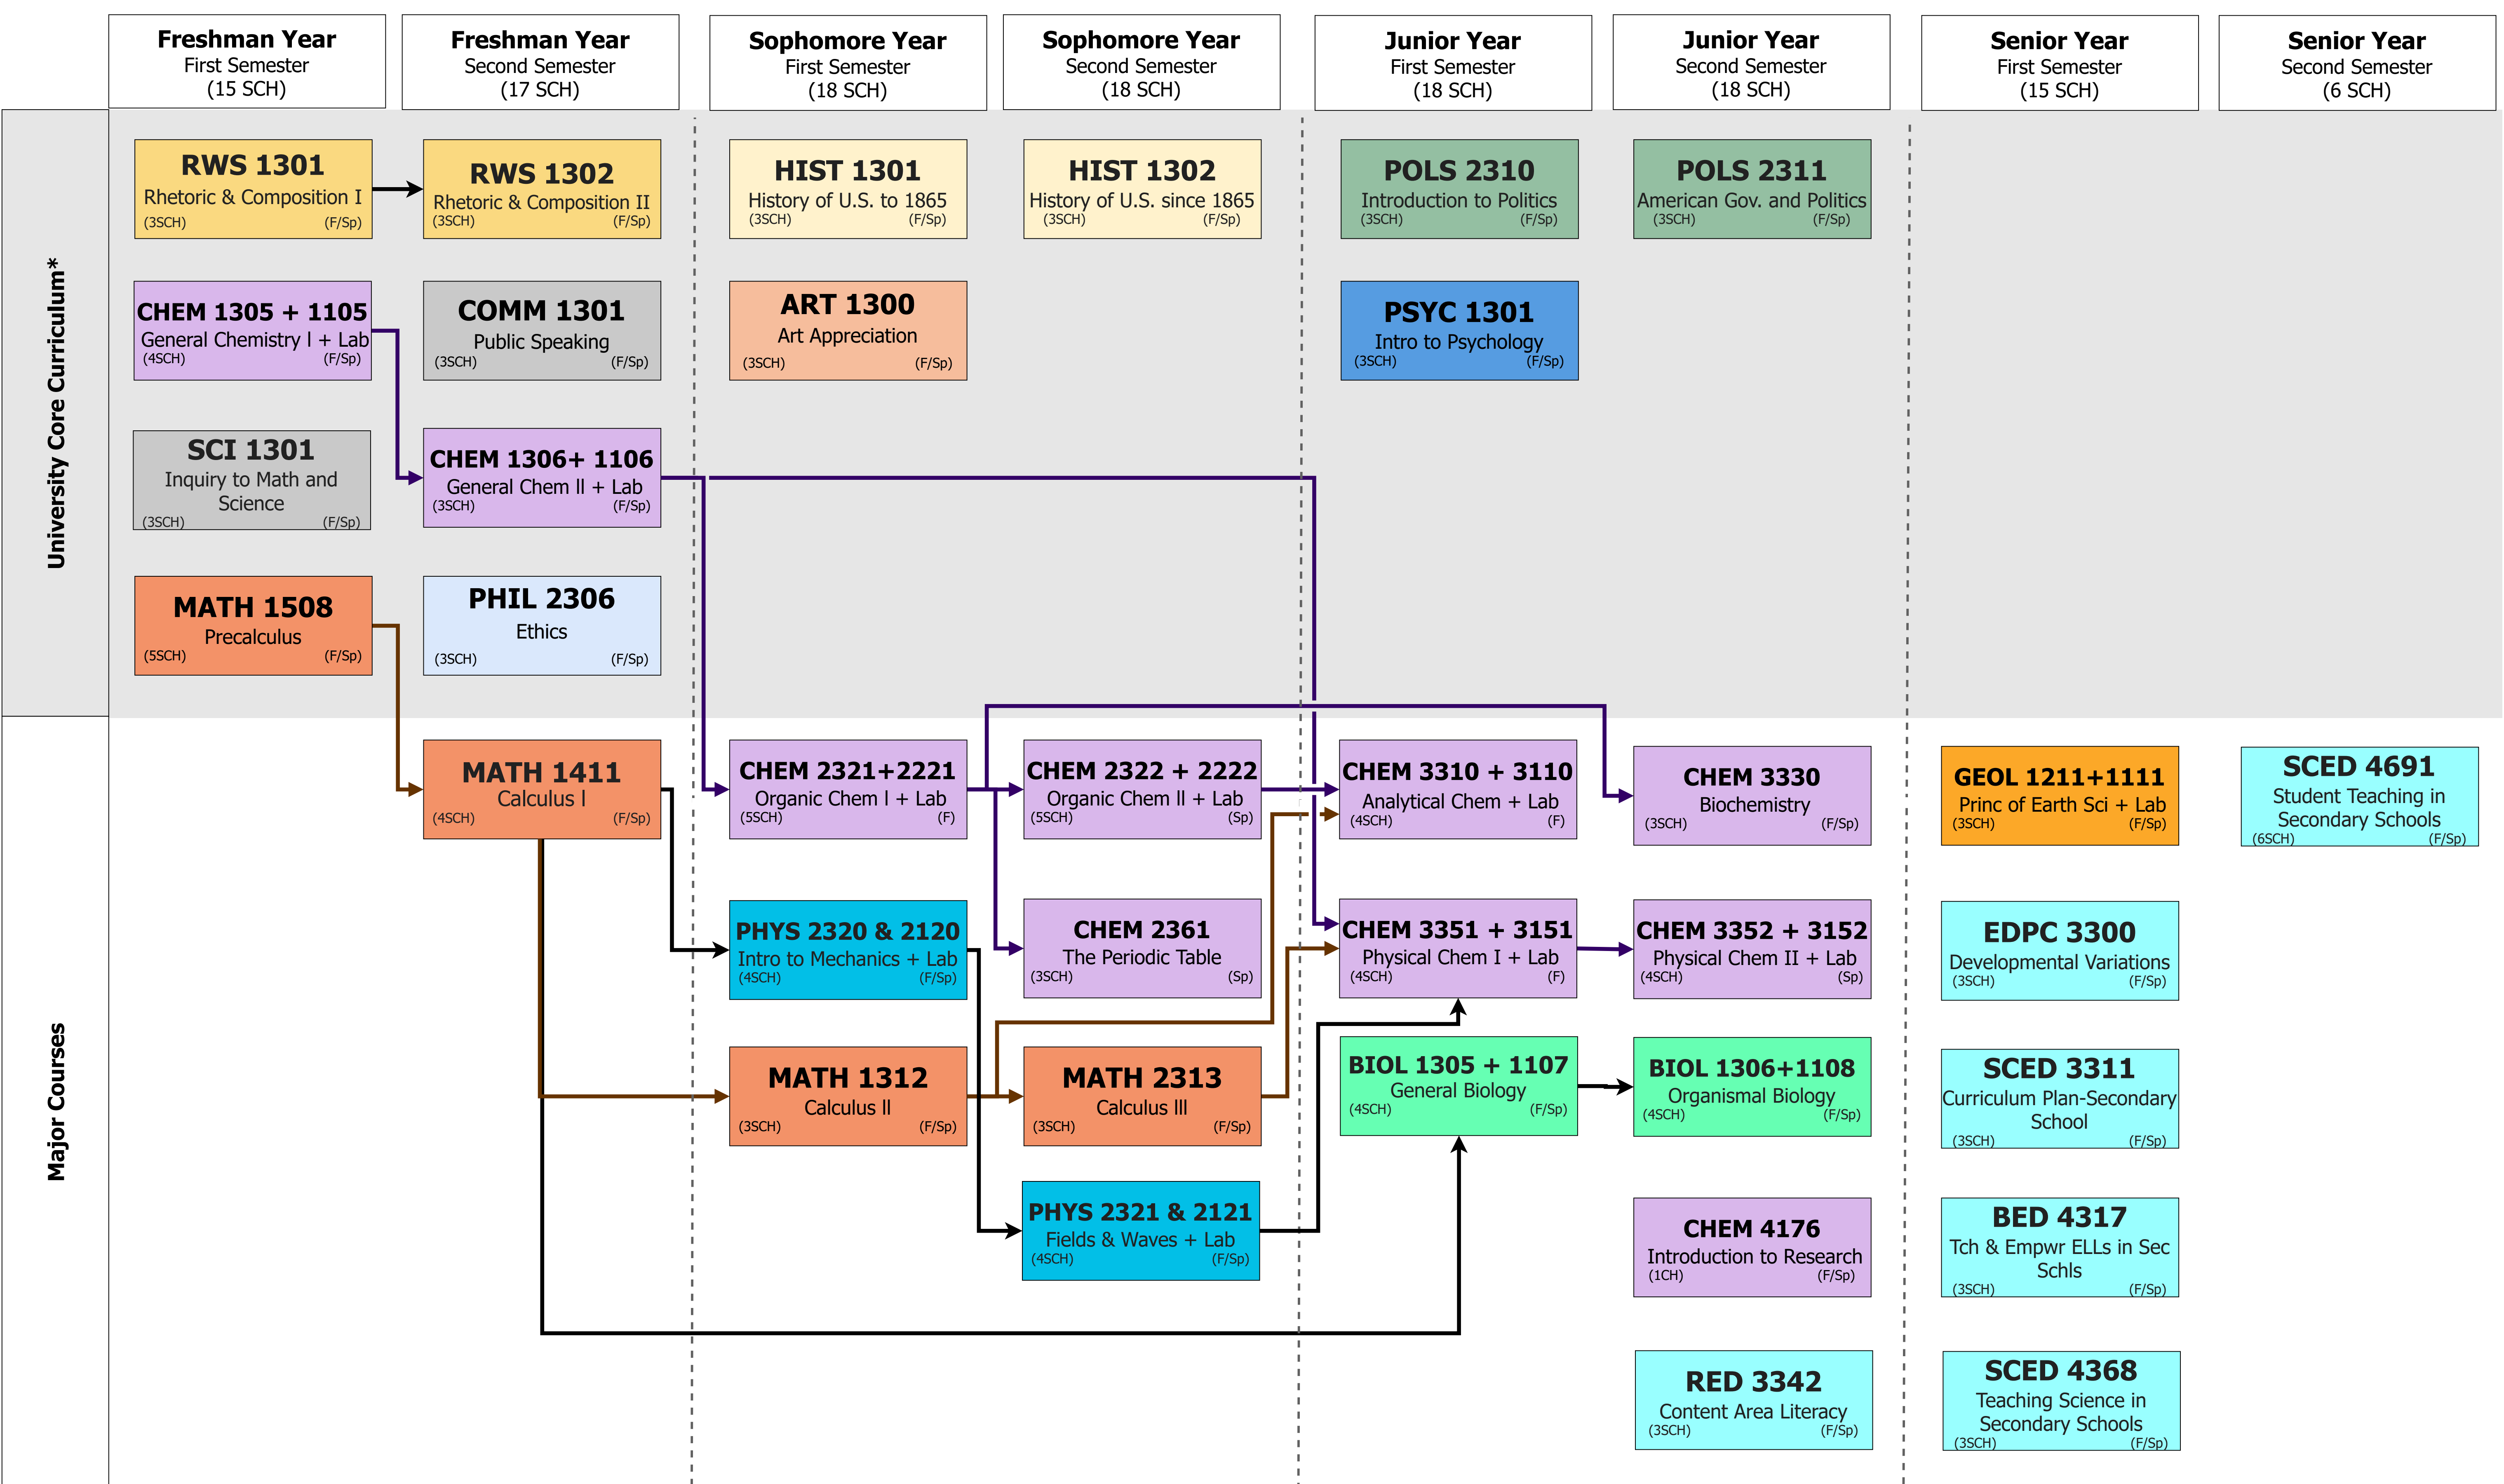 Freshman Year
First Semester
(15 SCH)
Freshman Year
Second Semester
(17 SCH)
Sophomore Year
First Semester
(18 SCH)
Sophomore Year
Second Semester
(18 SCH)
Junior Year
First Semester
(18 SCH)
Junior Year
Second Semester
(18 SCH)
Senior Year
First Semester
(15 SCH)
Senior Year
Second Semester
(6 SCH)
University Core Curriculum*
RWS 1301
Rhetoric & Composition I
(3SCH) (F/Sp)
RWS 1302
Rhetoric & Composition II
(3SCH) (F/Sp)
HIST 1301
History of U.S. to 1865
(3SCH) (F/Sp)
HIST 1302
History of U.S. since 1865
(3SCH) (F/Sp)
POLS 2310
Introduction to Politics
(3SCH) (F/Sp)
POLS 2311
American Gov. and Politics
(3SCH) (F/Sp)
CHEM 1305 + 1105
General Chemistry l + Lab
(4SCH) (F/Sp)
COMM 1301
Public Speaking
(3SCH) (F/Sp)
ART 1300
Art Appreciation
(3SCH) (F/Sp)
PSYC 1301
Intro to Psychology
(3SCH) (F/Sp)
SCI 1301
Inquiry to Math and
Science
(3SCH) (F/Sp)
CHEM 1306+ 1106
General Chem ll + Lab
(3SCH) (F/Sp)
MATH 1508
Precalculus
(5SCH) (F/Sp)
PHIL 2306
Ethics
(3SCH) (F/Sp)
Major Courses
MATH 1411
Calculus l
(4SCH) (F/Sp)
CHEM 2321+2221
Organic Chem l + Lab
(5SCH) (F)
CHEM 2322 + 2222
Organic Chem ll + Lab
(5SCH) (Sp)
CHEM 3310 + 3110
Analytical Chem + Lab
(4SCH) (F)
CHEM 3330
Biochemistry
(3SCH) (F/Sp)
GEOL 1211+1111
Princ of Earth Sci + Lab
(3SCH) (F/Sp)
SCED 4691
Student Teaching in
Secondary Schools
(6SCH) (F/Sp)
PHYS 2320 & 2120
Intro to Mechanics + Lab
(4SCH) (F/Sp)
CHEM 2361
The Periodic Table
(3SCH) (Sp)
CHEM 3351 + 3151
Physical Chem I + Lab
(4SCH) (F)
CHEM 3352 + 3152
Physical Chem II + Lab
(4SCH) (Sp)
EDPC 3300
Developmental Variations
(3SCH) (F/Sp)
MATH 1312
Calculus ll
(3SCH) (F/Sp)
MATH 2313
Calculus lll
(3SCH) (F/Sp)
BIOL 1305 + 1107
General Biology
(4SCH) (F/Sp)
BIOL 1306+1108
Organismal Biology
(4SCH) (F/Sp)
SCED 3311
Curriculum Plan-Secondary
School
(3SCH) (F/Sp)
PHYS 2321 & 2121
Fields & Waves + Lab
(4SCH) (F/Sp)
CHEM 4176
Introduction to Research
(1CH) (F/Sp)
BED 4317
Tch & Empwr ELLs in Sec
Schls
(3SCH) (F/Sp)
RED 3342
Content Area Literacy
(3SCH) (F/Sp)
SCED 4368
Teaching Science in
Secondary Schools
(3SCH) (F/Sp)